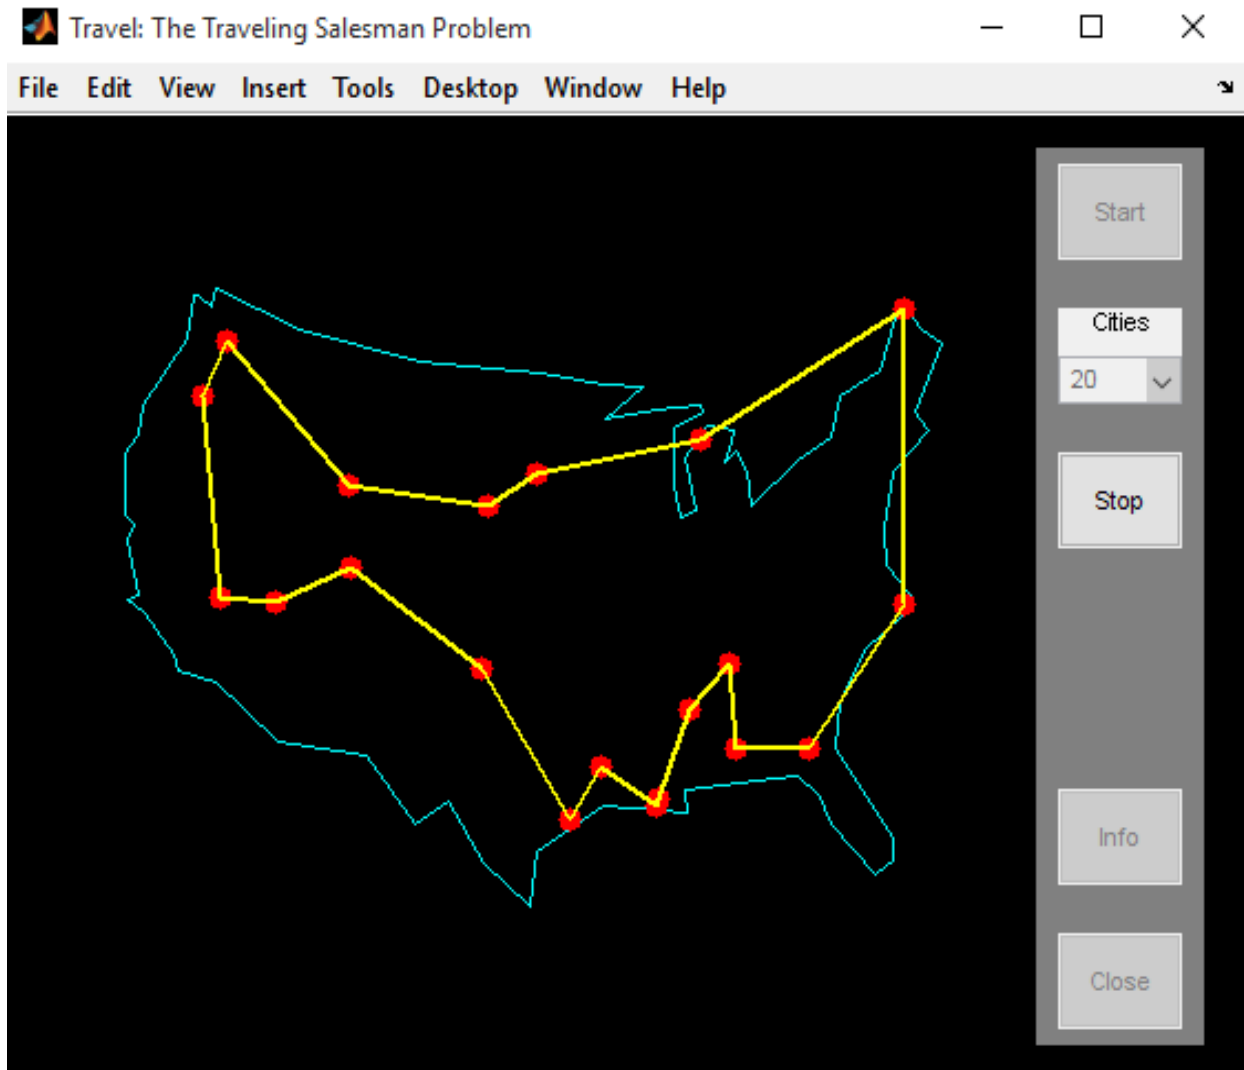 Travel: The Traveling Salesman Problem
File Edit View Insert Tools Desktop Window Help
Start
Cities
20
Stop
Info
Close